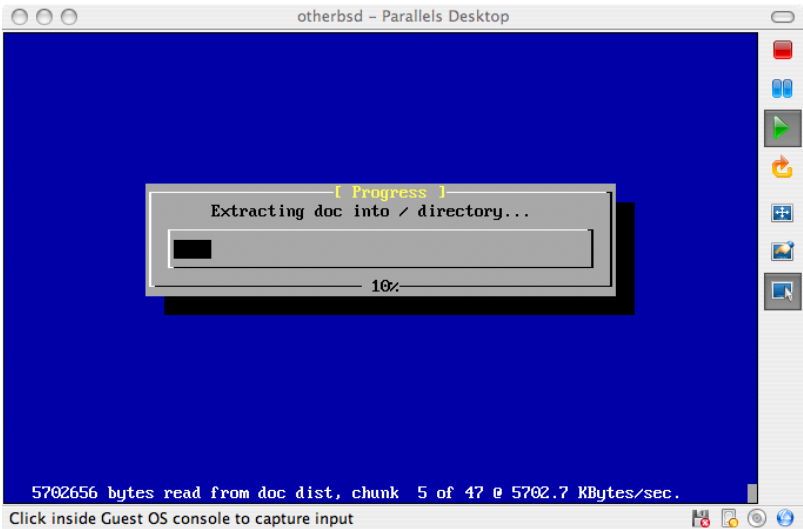 otherbsd – Parallels Desktop
[ Progress ]
Extracting doc into / directory...
10%
5702656 bytes read from doc dist, chunk  5 of 47 @ 5702.7 KBytes/sec.
Click inside Guest OS console to capture input